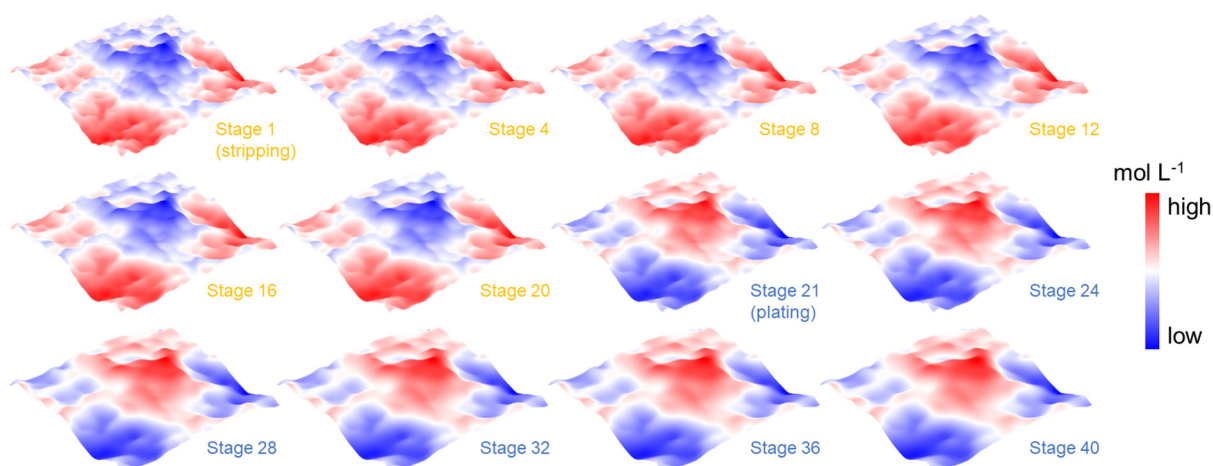 Stage 1
(stripping)
Stage 4
Stage 8
Stage 12
mol L⁻¹
high
low
Stage 16
Stage 20
Stage 21
(plating)
Stage 24
Stage 28
Stage 32
Stage 36
Stage 40